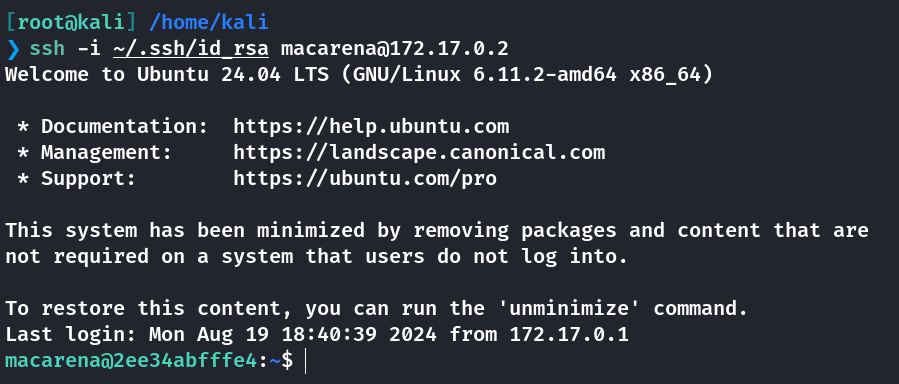 [root@kali] /home/kali
❯ ssh -i ~/.ssh/id_rsa macarena@172.17.0.2
Welcome to Ubuntu 24.04 LTS (GNU/Linux 6.11.2-amd64 x86_64)
* Documentation:  https://help.ubuntu.com
* Management:     https://landscape.canonical.com
* Support:        https://ubuntu.com/pro
This system has been minimized by removing packages and content that are
not required on a system that users do not log into.
To restore this content, you can run the 'unminimize' command.
Last login: Mon Aug 19 18:40:39 2024 from 172.17.0.1
macarena@2ee34abfffe4:~$